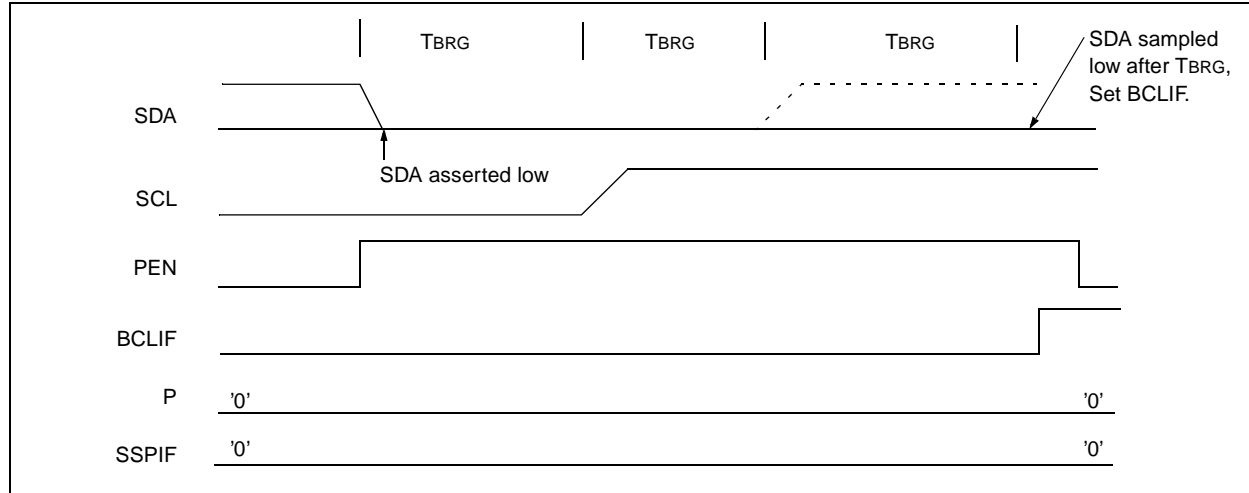 TBRG TBRG TBRG
SDA sampled
low after TBRG,
Set BCLIF.
SDA
SDA asserted low
SCL
PEN
BCLIF
P '0' '0'
SSPIF '0' '0'